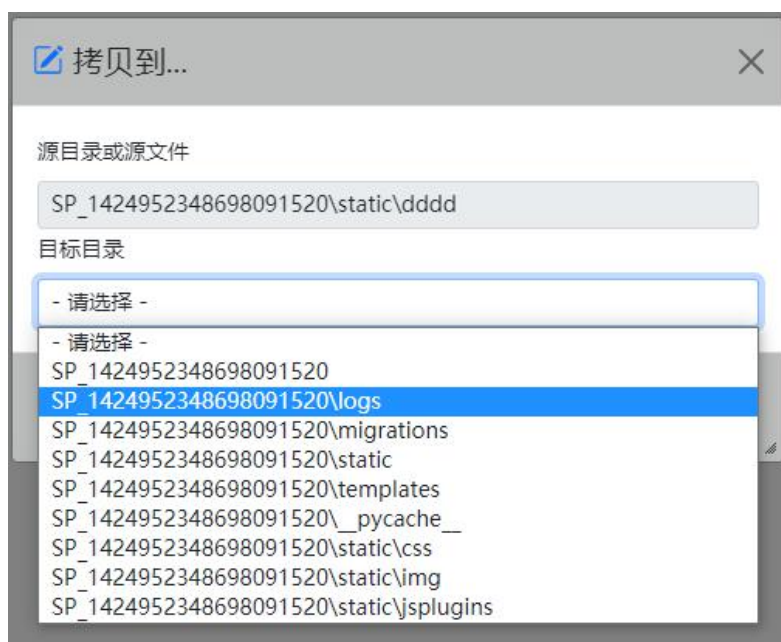 拷贝到...
源目录或源文件
SP_1424952348698091520\static\dddd
目标目录
- 请选择 -
- 请选择 -
SP_1424952348698091520
SP_1424952348698091520\logs
SP_1424952348698091520\migrations
SP_1424952348698091520\static
SP_1424952348698091520\templates
SP_1424952348698091520\__pycache__
SP_1424952348698091520\static\css
SP_1424952348698091520\static\img
SP_1424952348698091520\static\jsplugins